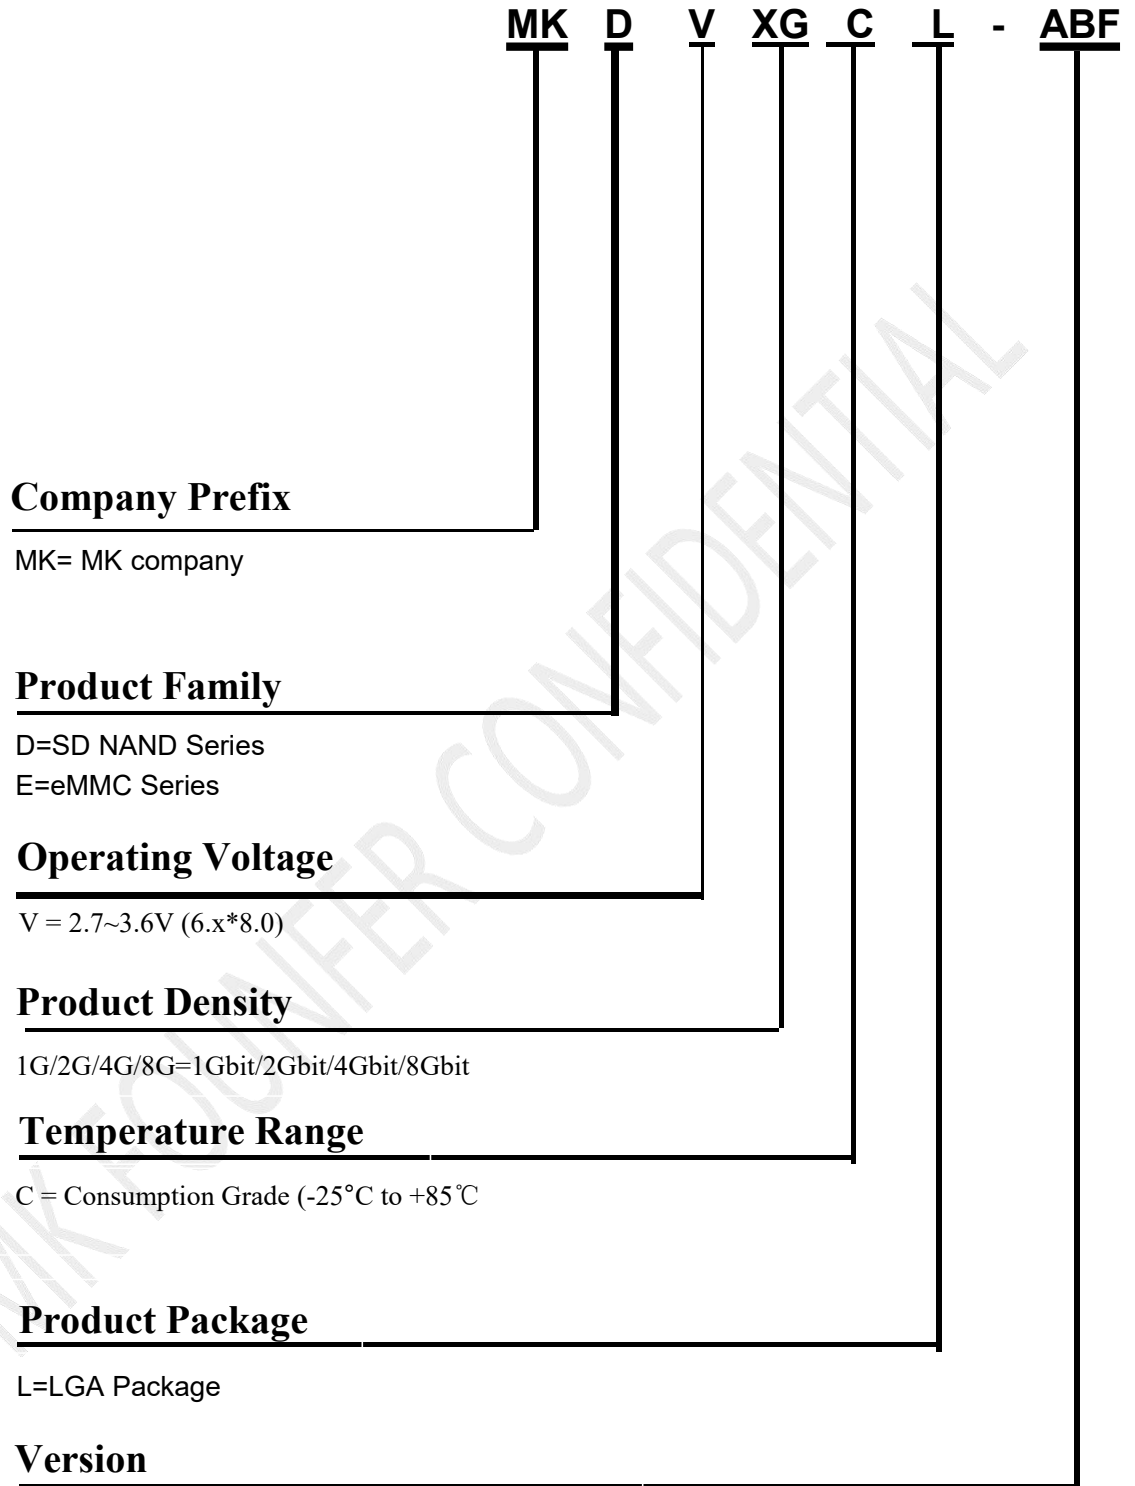 MK D V XG C L - ABF
Company Prefix
MK= MK company
Product Family
D=SD NAND Series
E=eMMC Series
Operating Voltage
V = 2.7~3.6V (6.x*8.0)
Product Density
1G/2G/4G/8G=1Gbit/2Gbit/4Gbit/8Gbit
Temperature Range
C = Consumption Grade (-25°C to +85℃
Product Package
L=LGA Package
Version
MK FOUNFER CONFIDENTIAL